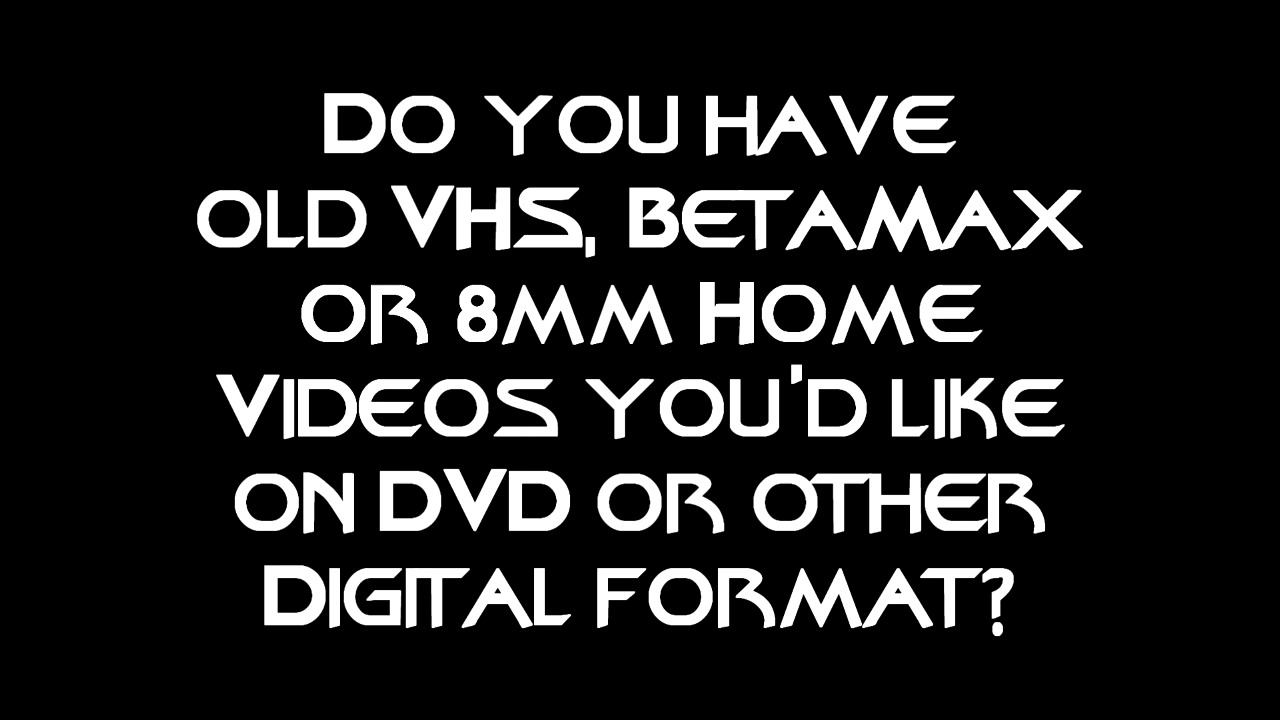 Do you have
old VHS, Betamax
or 8mm Home
Videos you'd like
on DVD or other
Digital format?